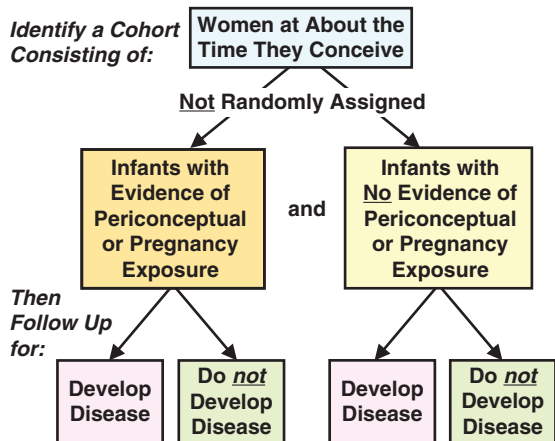 Identify a Cohort
Consisting of:
Women at About the
Time They Conceive
Not Randomly Assigned
Infants with
Evidence of
Periconceptual
or Pregnancy
Exposure
and
Infants with
No Evidence of
Periconceptual
or Pregnancy
Exposure
Then
Follow Up
for:
Develop
Disease
Do not
Develop
Disease
Develop
Disease
Do not
Develop
Disease